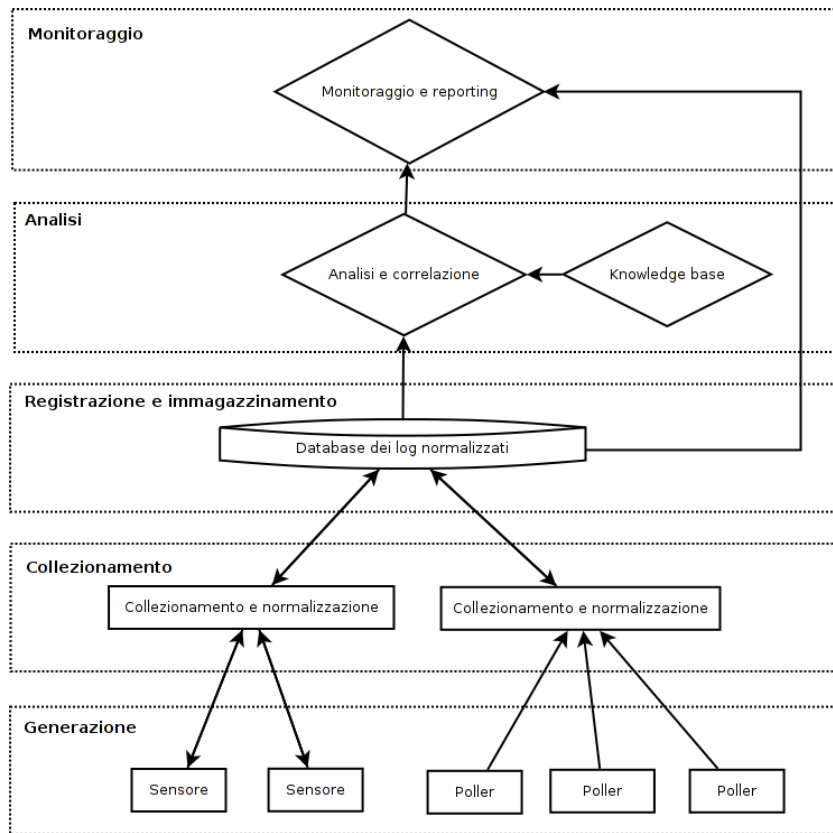 Monitoraggio
Monitoraggio e reporting
Analisi
Analisi e correlazione
Knowledge base
Registrazione e immagazzinamento
Database dei log normalizzati
Collezionamento
Collezionamento e normalizzazione
Collezionamento e normalizzazione
Generazione
Sensore
Sensore
Poller
Poller
Poller